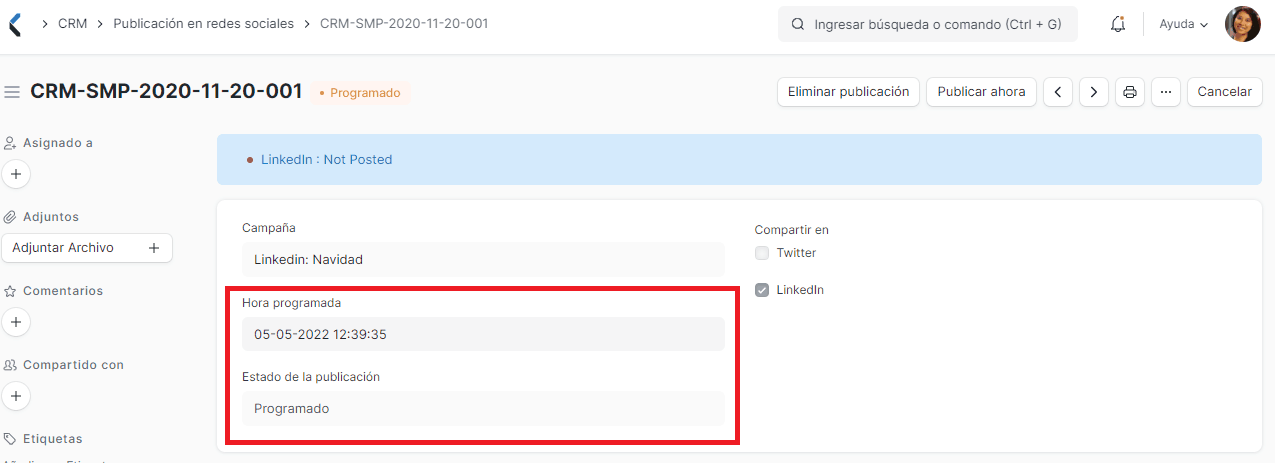 CRM > Publicación en redes sociales > CRM-SMP-2020-11-20-001
Ingresar búsqueda o comando (Ctrl + G)
Ayuda
CRM-SMP-2020-11-20-001
Programado
Eliminar publicación
Publicar ahora
Cancelar
Asignado a
LinkedIn : Not Posted
Adjuntos
Adjuntar Archivo
Comentarios
Compartido con
Etiquetas
Campaña
Linkedin: Navidad
Hora programada
05-05-2022 12:39:35
Estado de la publicación
Programado
Compartir en
Twitter
LinkedIn